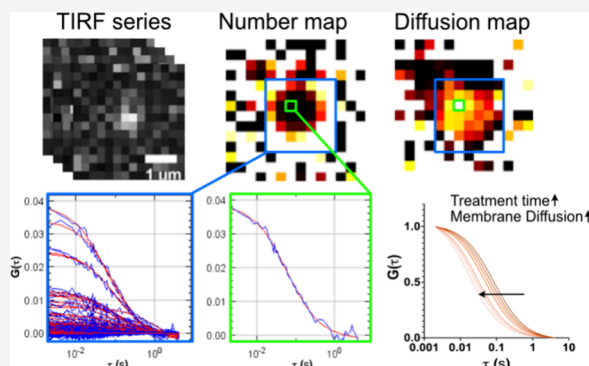 TIRF series Number map Diffusion map
1 µm
0.04
0.03
0.02
0.01
0.00
G(τ)
10⁻² 10⁰
τ (s)
0.04
0.03
0.02
0.01
0.00
10⁻² 10⁰
τ (s)
Treatment time↑
Membrane Diffusion↑
1.0
0.5
0.0
G(τ)
0.001 0.01 0.1 1 10
τ (s)